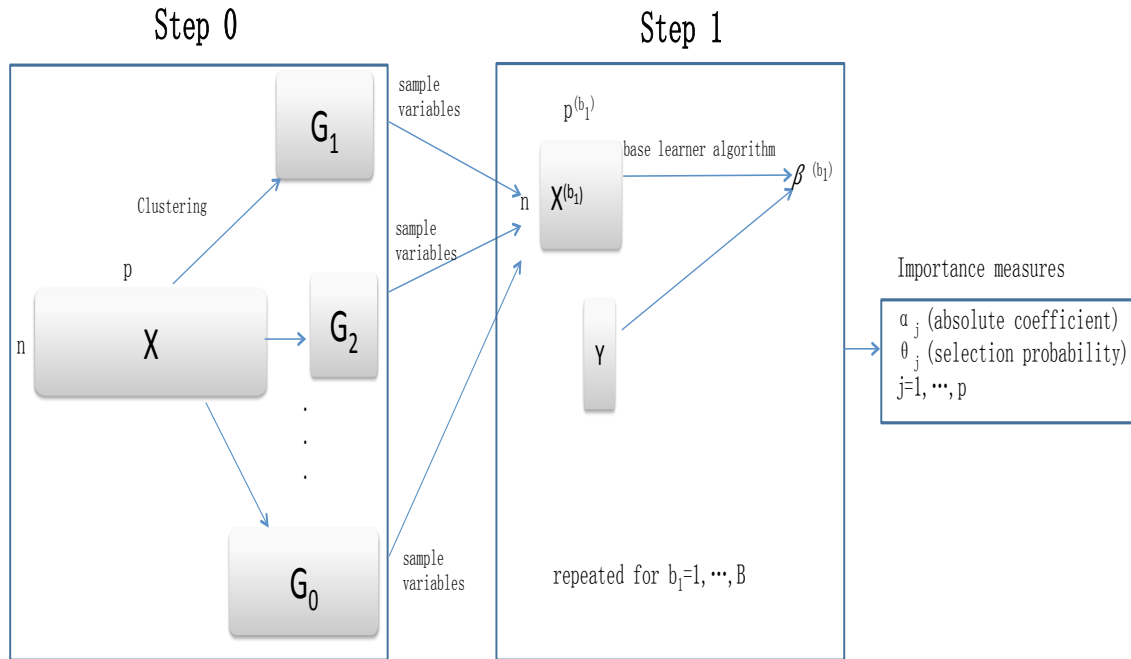 Step 0
Step 1
G1
sample
variables
Clustering
p
n
X
G2
sample
variables
.
.
.
G0
sample
variables
p(b1)
n
X(b1)
base learner algorithm
β (b1)
Y
repeated for b1=1, ⋯, B
Importance measures
α j (absolute coefficient)
θ j (selection probability)
j=1, ⋯, p